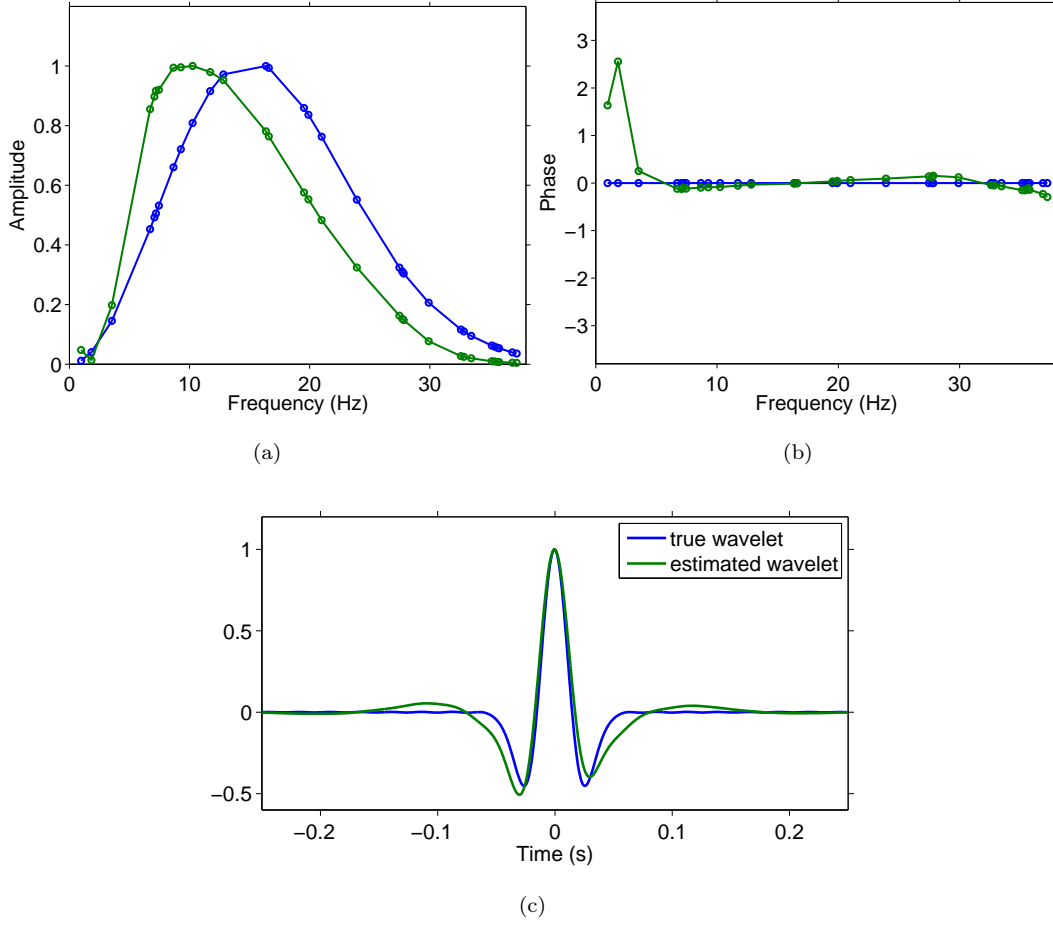 Amplitude
1
0.8
0.6
0.4
0.2
0
0 10 20 30
Frequency (Hz)
(a)
Phase
3
2
1
0
−1
−2
−3
0 10 20 30
Frequency (Hz)
(b)
true wavelet
estimated wavelet
1
0.5
0
−0.5
−0.2 −0.1 0 0.1 0.2
Time (s)
(c)